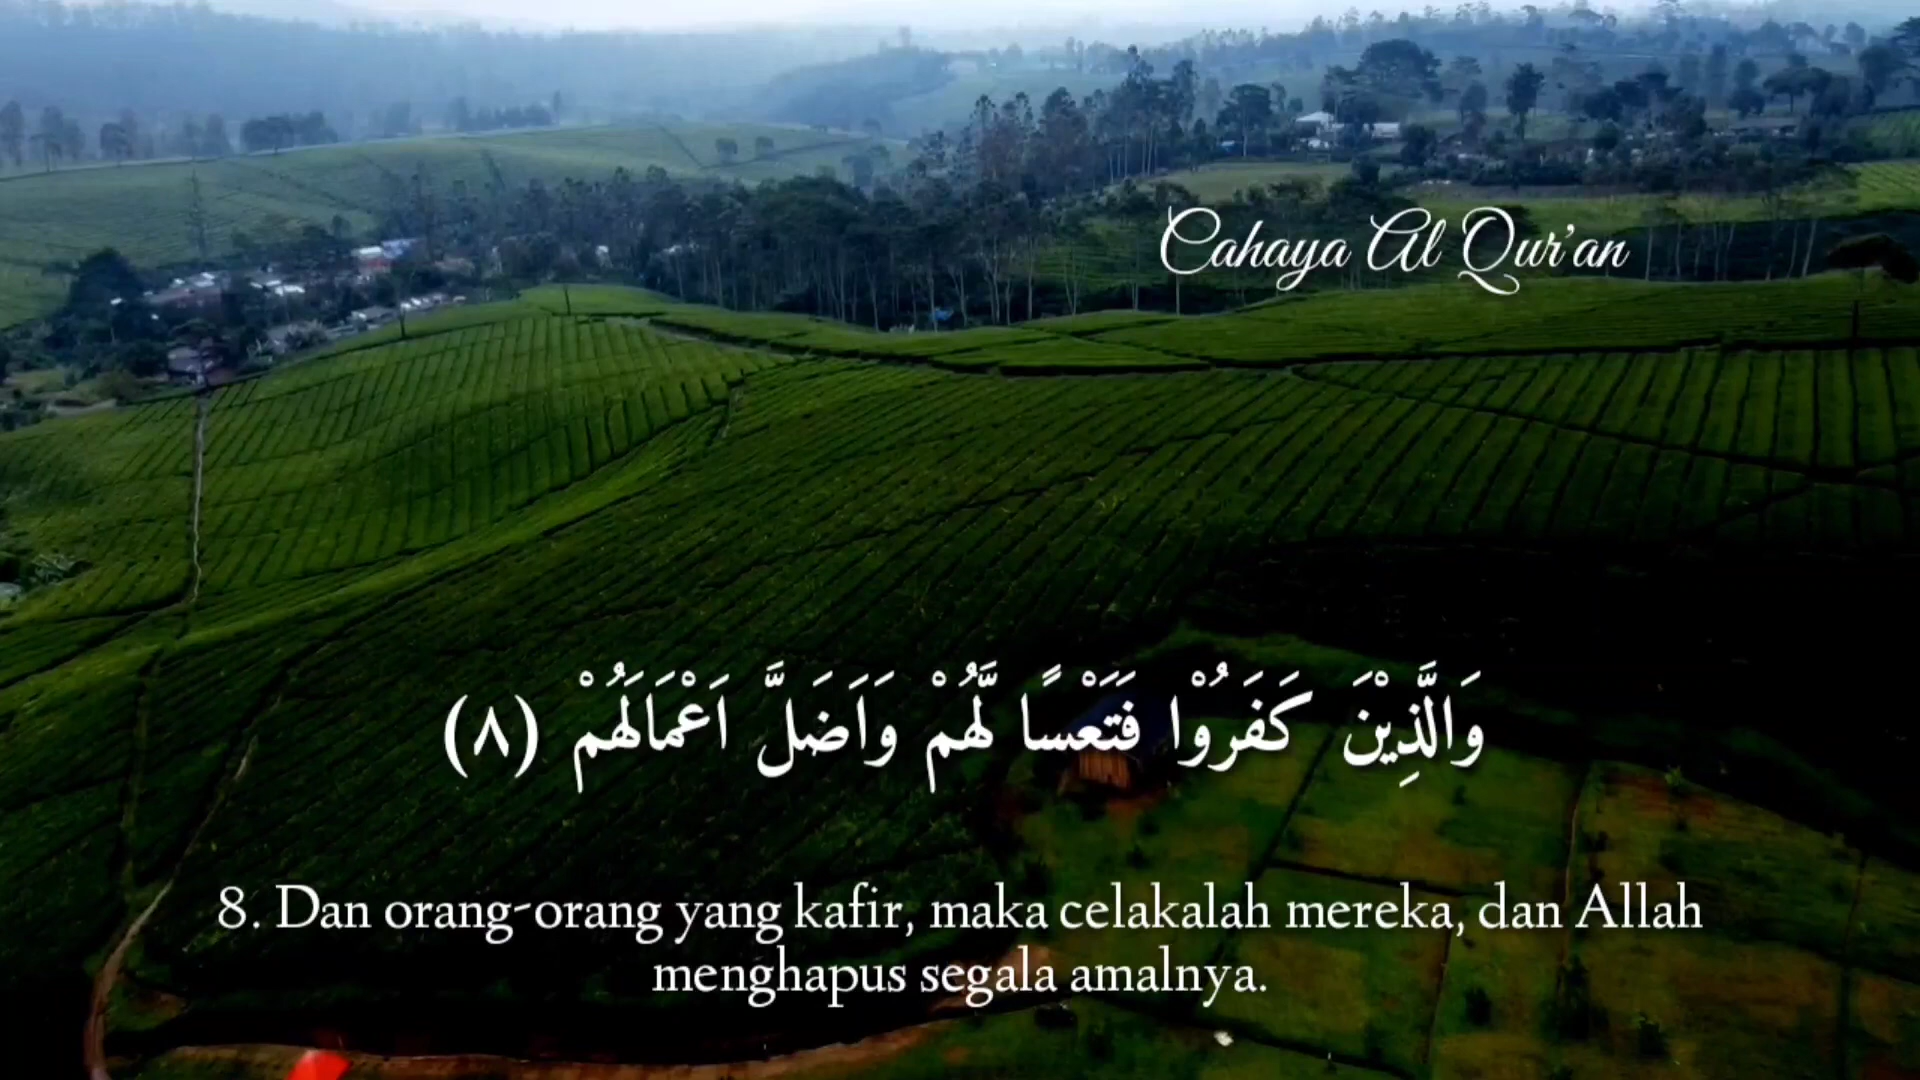 Cahaya Al Qur'an
وَالَّذِيْنَ كَفَرُوْا فَتَعْسًا لَّهُمْ وَاَضَلَّ اَعْمَالَهُمْ (٨)
8. Dan orang-orang yang kafir, maka celakalah mereka, dan Allah
menghapus segala amalnya.